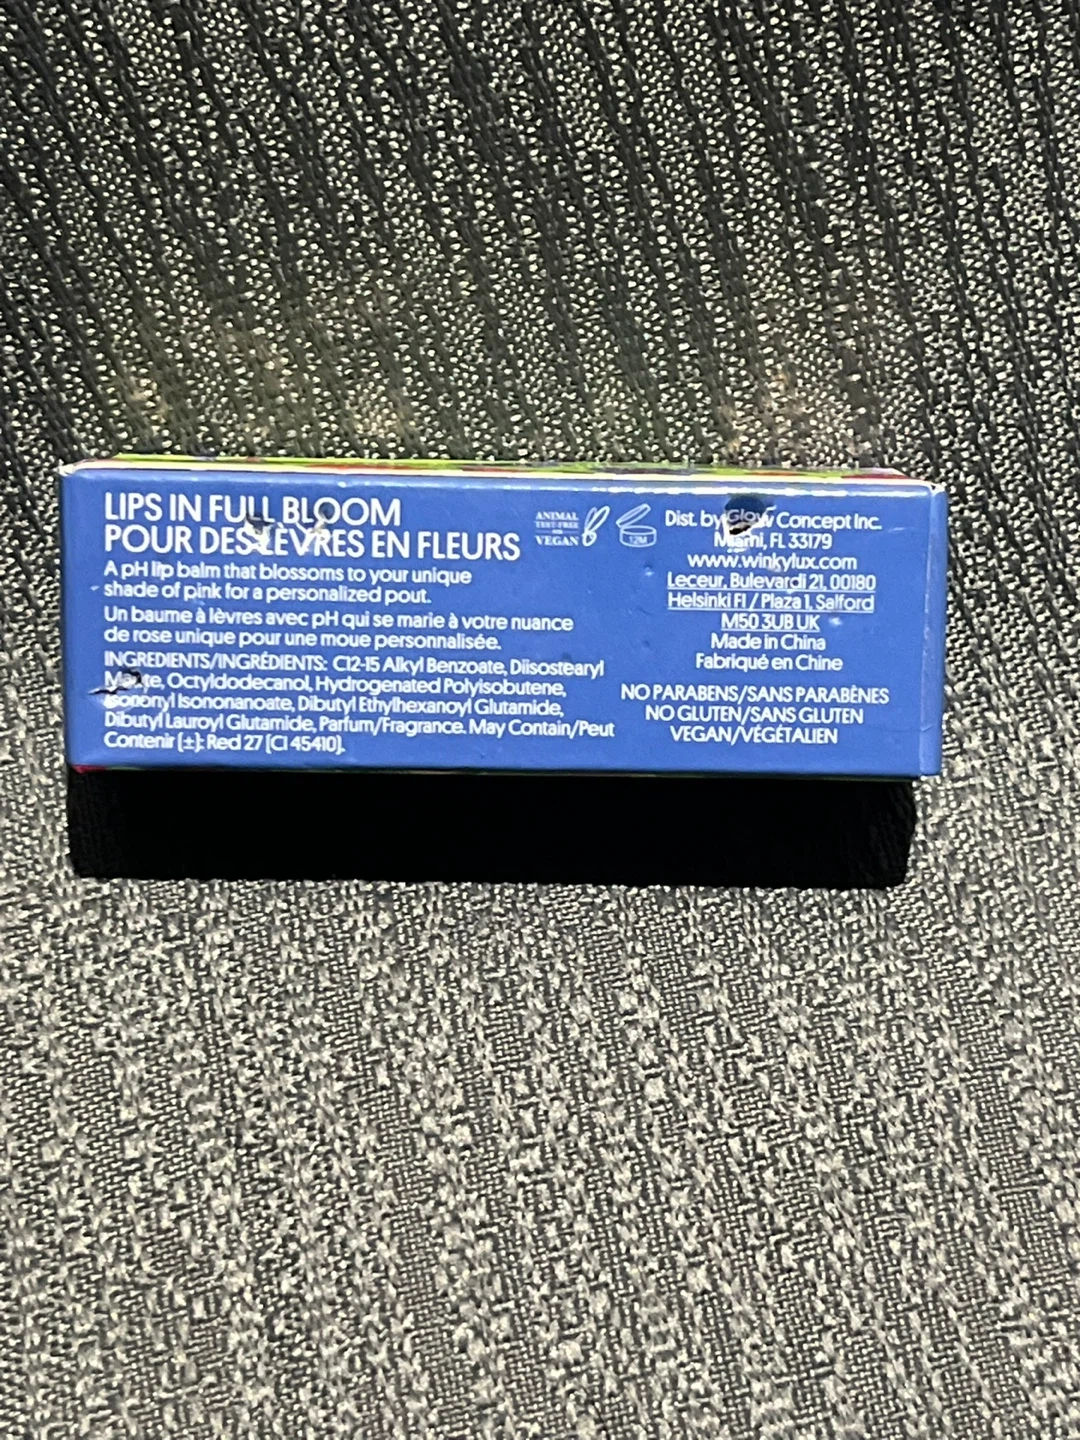 LIPS IN FULL BLOOM
POUR DES LÈVRES EN FLEURS
A pH lip balm that blossoms to your unique
shade of pink for a personalized pout.
Un baume à lèvres avec pH qui se marie à votre nuance
de rose unique pour une moue personnalisée.
INGREDIENTS/INGRÉDIENTS: C12-15 Alkyl Benzoate, Diisostearyl
Octyldodecanol, Hydrogenated Polyisobutene,
Isononyl Isononanoate, Dibutyl Ethylhexanoyl Glutamide,
Dibutyl Lauroyl Glutamide, Parfum/Fragrance. May Contain/Peut
Contenir (±): Red 27 (CI 45410).
ANIMAL
TEST-FREE
VEGAN
12M
Dist. by Glow Concept Inc.
Miami, FL 33179
www.winkylux.com
Leceur, Bulevardi 21, 00180
Helsinki FI / Plaza 1, Salford
M50 3UB UK
Made in China
Fabriqué en Chine
NO PARABENS/SANS PARABÈNES
NO GLUTEN/SANS GLUTEN
VEGAN/VÉGÉTALIEN